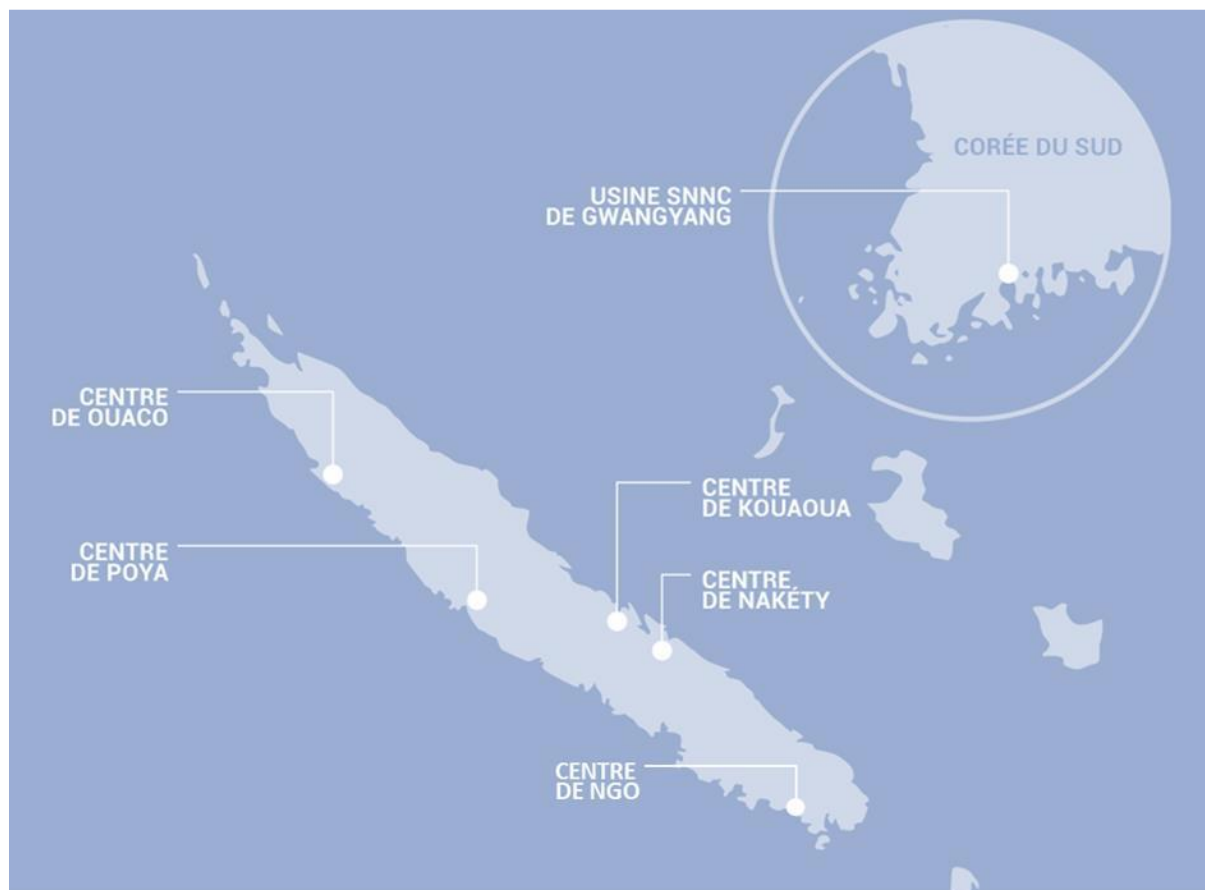 CORÉE DU SUD
USINE SNNC
DE GWANGYANG
CENTRE
DE OUACO
CENTRE
DE KOUAOUA
CENTRE
DE POYA
CENTRE
DE NAKÉTY
CENTRE
DE NGO